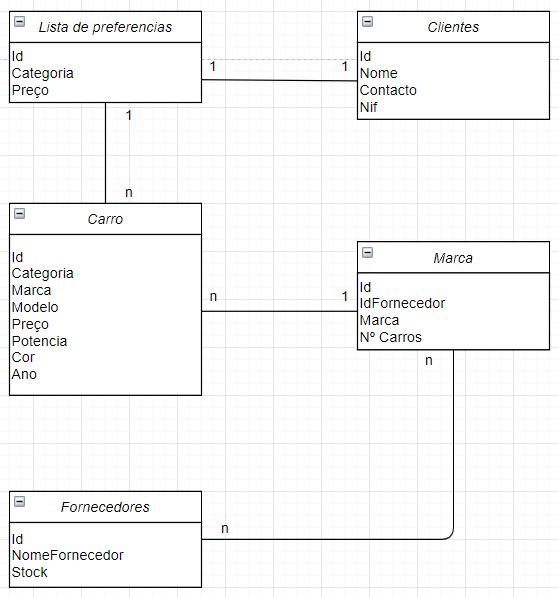 Lista de preferencias
Id
Categoria
Preço
1
1
Clientes
Id
Nome
Contacto
Nif
1
n
Carro
Id
Categoria
Marca
Modelo
Preço
Potencia
Cor
Ano
n
1
Marca
Id
IdFornecedor
Marca
Nº Carros
n
Fornecedores
Id
NomeFornecedor
Stock
n